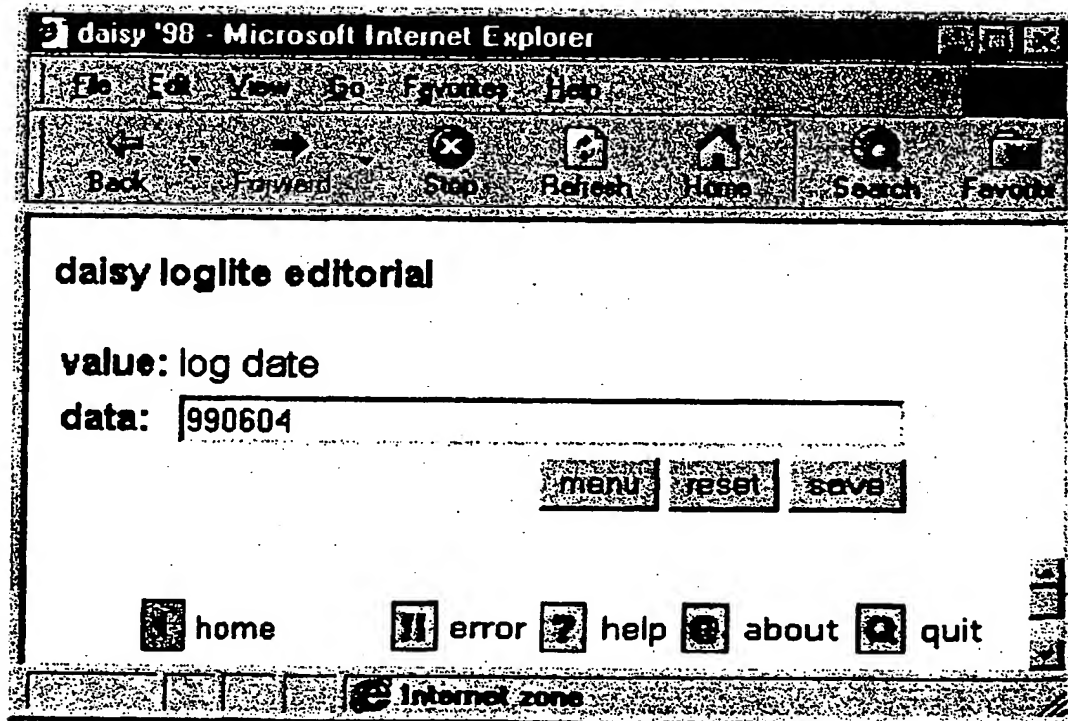 daisy '98 - Microsoft Internet Explorer
File Edit View Go Favorites Help
Back Forward Stop Refresh Home Search Favorite
daisy loglite editorial
value: log date
data: 990604
menu reset save
home !! error ? help @ about Q quit
Internet zone